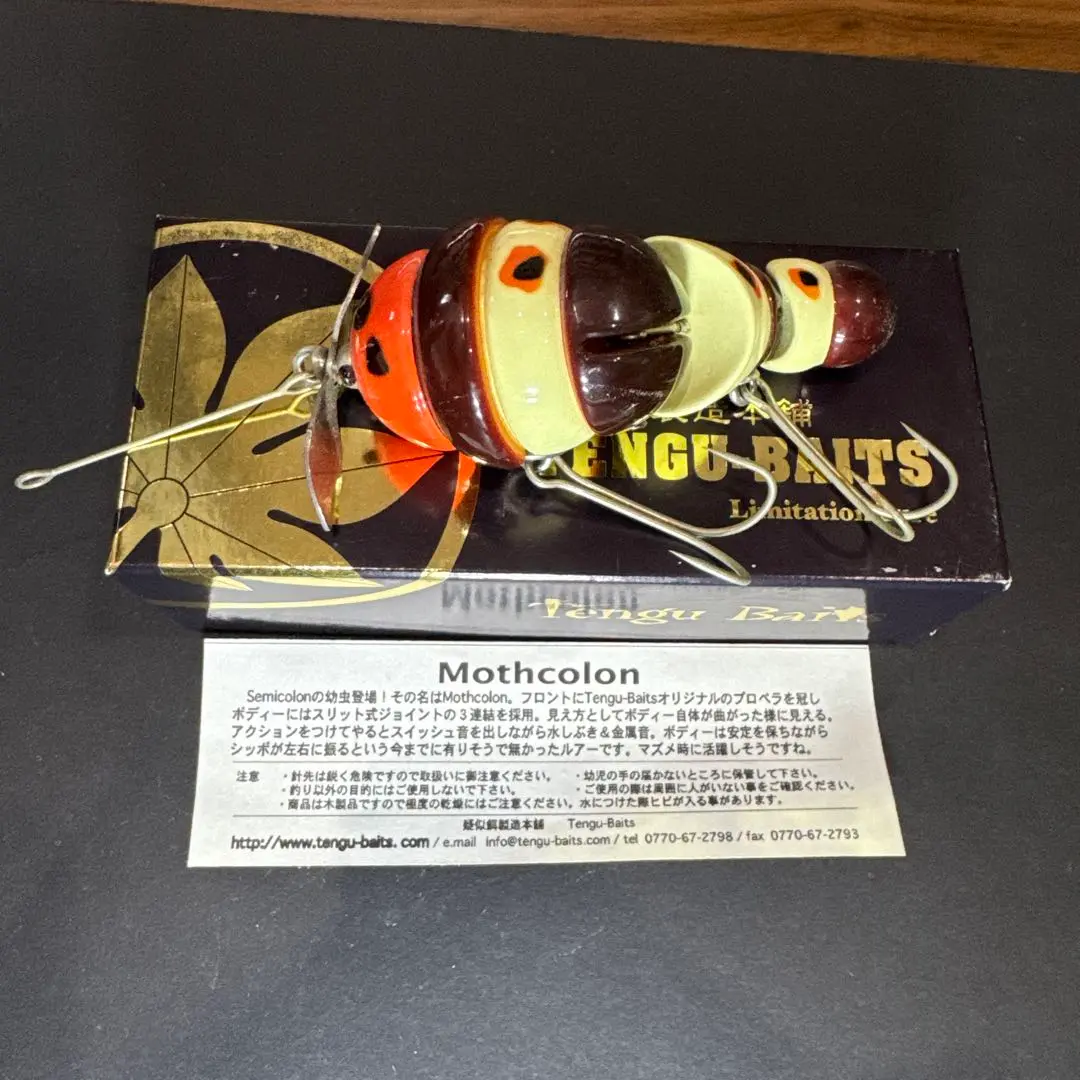 造本舗
TENGU-BAITS
Limitation
Tengu Baits
Mothcolon
Semicolonの幼虫登場！その名はMothcolon。フロントにTengu-Baitsオリジナルのプロペラを冠し
ボディーにはスリット式ジョイントの３連結を採用。見え方としてボディー自体が曲がった様に見える。
アクションをつけてやるとスイッシュ音を出しながら水しぶき＆金属音。ボディーは安定を保ちながら
シッポが左右に振るという今までに有りそうで無かったルアーです。マズメ時に活躍しそうですね。
注意 ・針先は鋭く危険ですので取扱いに御注意ください。 ・幼児の手の届かないところに保管して下さい。
・釣り以外の目的にはご使用しないで下さい。 ・ご使用の際は周囲に人がいない事をご確認ください。
・商品は木製品ですので極度の乾燥にはご注意ください。水につけた際ヒビが入る事があります。
疑似餌製造本舗 Tengu-Baits
http://www.tengu-baits.com / e.mail info@tengu-baits.com / tel 0770-67-2798 / fax 0770-67-2793